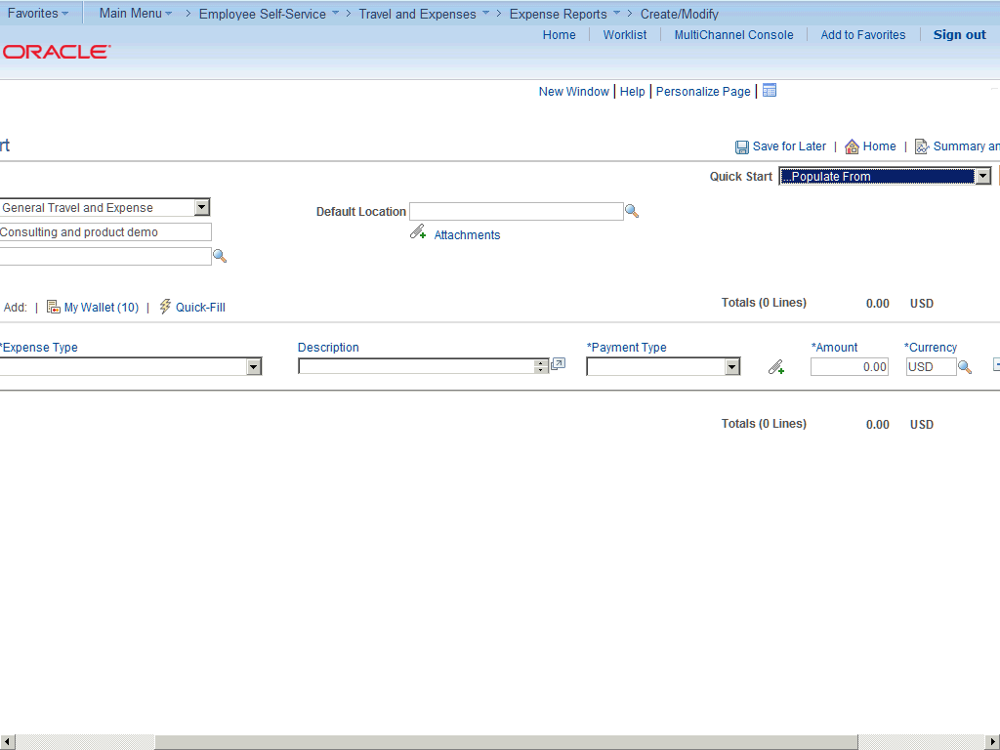 Favorites Main Menu > Employee Self-Service > Travel and Expenses > Expense Reports > Create/Modify
Home Worklist MultiChannel Console Add to Favorites Sign out
ORACLE
New Window | Help | Personalize Page |
rt
Save for Later | Home | Summary an
Quick Start ...Populate From
General Travel and Expense
Default Location
Consulting and product demo
Attachments
Add: | My Wallet (10) | Quick-Fill
Totals (0 Lines) 0.00 USD
*Expense Type Description *Payment Type *Amount *Currency
0.00 USD
Totals (0 Lines) 0.00 USD